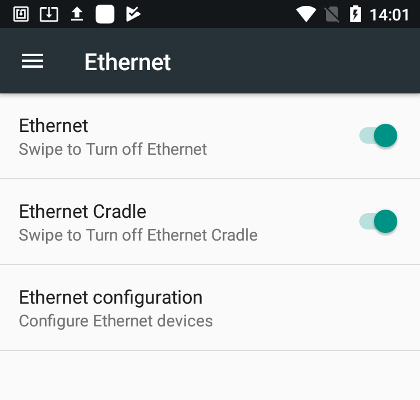 14:01
Ethernet
Ethernet
Swipe to Turn off Ethernet
Ethernet Cradle
Swipe to Turn off Ethernet Cradle
Ethernet configuration
Configure Ethernet devices